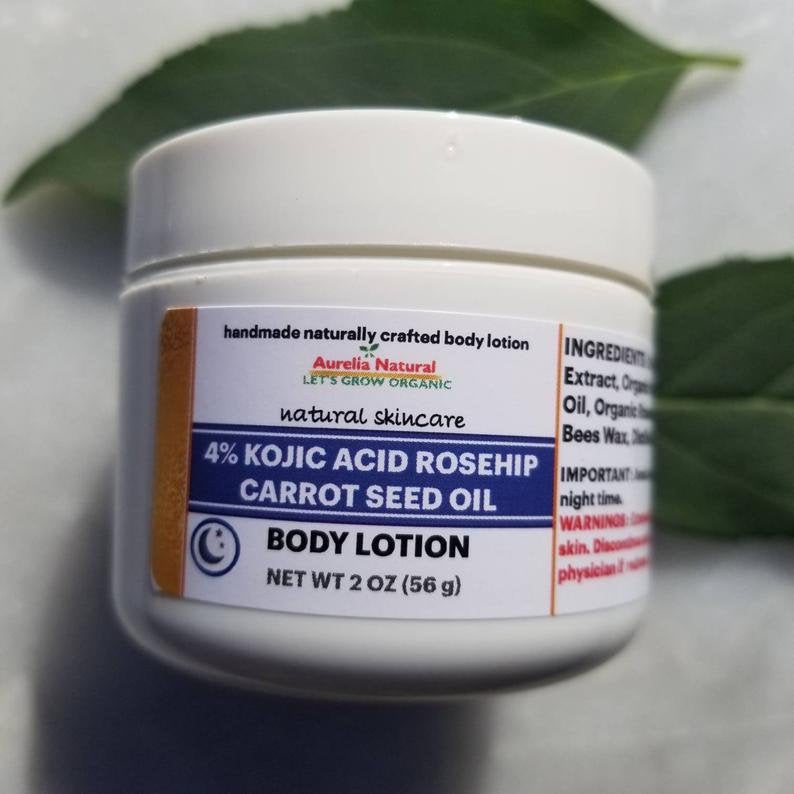 handmade naturally crafted body lotion
Aurelia Natural
LET'S GROW ORGANIC
natural skincare
4% KOJIC ACID ROSEHIP
CARROT SEED OIL
BODY LOTION
NET WT 2 OZ (56 g)
INGREDIENTS
Extract,
Oil, Organic
Bees Wax,
IMPORTANT:
night time.
WARNINGS:
skin.
physician if